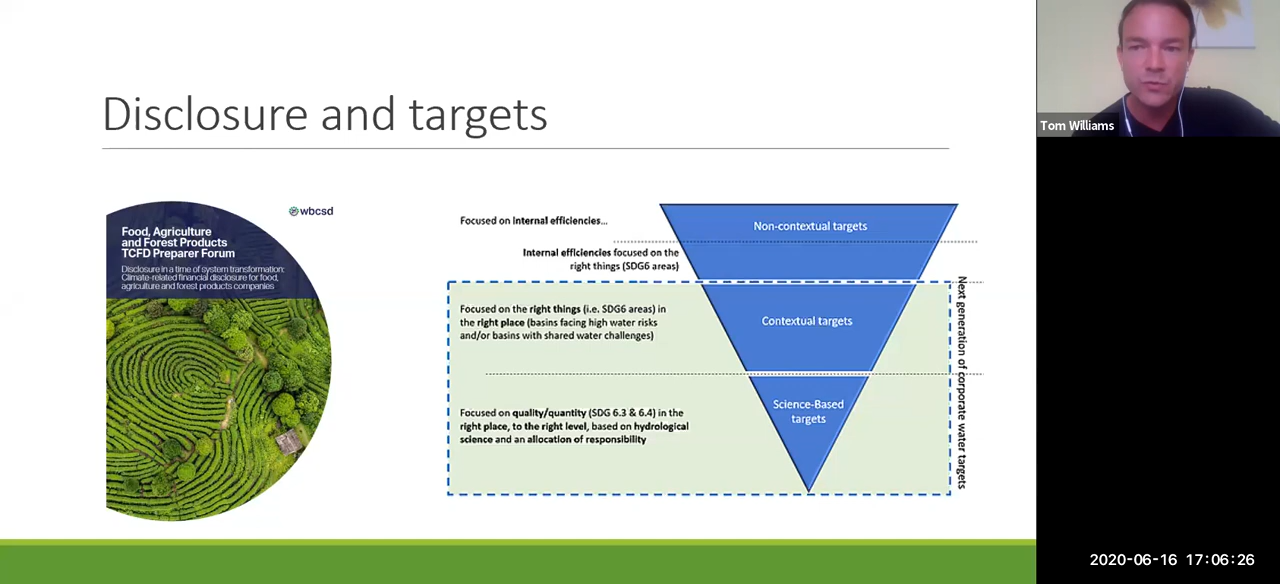 Disclosure and targets
wbcsd
Food, Agriculture
and Forest Products
TCFD Preparer Forum
Disclosure in a time of system transformation:
Climate-related financial disclosure for food,
agriculture and forest products companies
Focused on internal efficiencies...
Internal efficiencies focused on the
right things (SDG6 areas)
Focused on the right things (i.e. SDG6 areas) in
the right place (basins facing high water risks
and/or basins with shared water challenges)
Focused on quality/quantity (SDG 6.3 & 6.4) in the
right place, to the right level, based on hydrological
science and an allocation of responsibility
Non-contextual targets
Contextual targets
Science-Based
targets
Next generation of corporate water targets
Tom Williams
2020-06-16 17:06:26